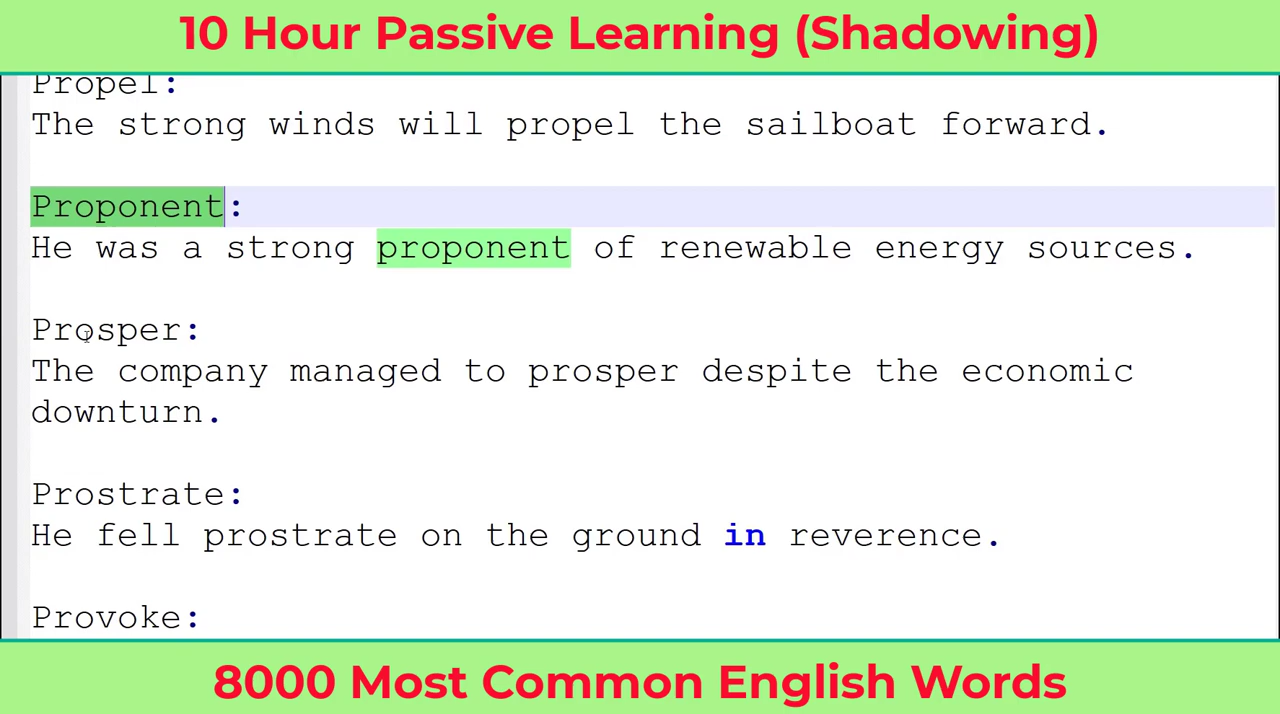 10 Hour Passive Learning (Shadowing)
Propel:
The strong winds will propel the sailboat forward.
Proponent:
He was a strong proponent of renewable energy sources.
Prosper:
The company managed to prosper despite the economic
downturn.
Prostrate:
He fell prostrate on the ground in reverence.
Provoke:
8000 Most Common English Words